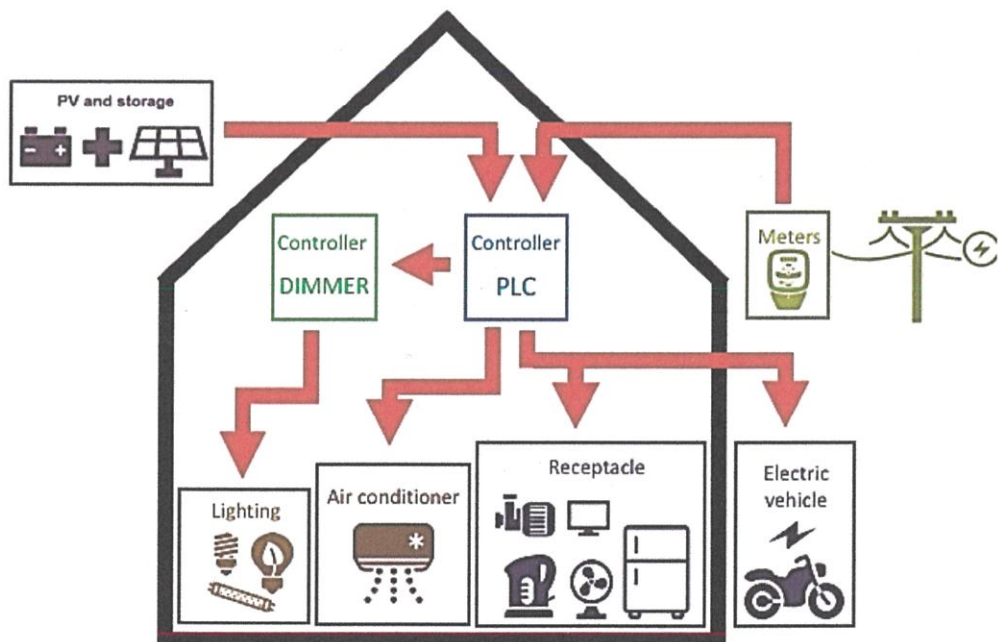 PV and storage
Controller
DIMMER
Controller
PLC
Meters
Lighting
Air conditioner
Receptacle
Electric
vehicle